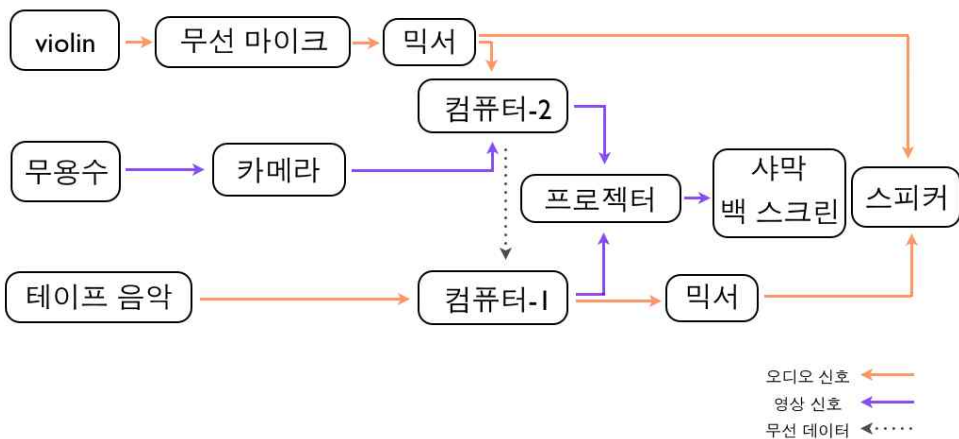 violin
무선 마이크
믹서
컴퓨터-2
무용수
카메라
프로젝터
샤막
백 스크린
스피커
테이프 음악
컴퓨터-1
믹서
오디오 신호
영상 신호
무선 데이터